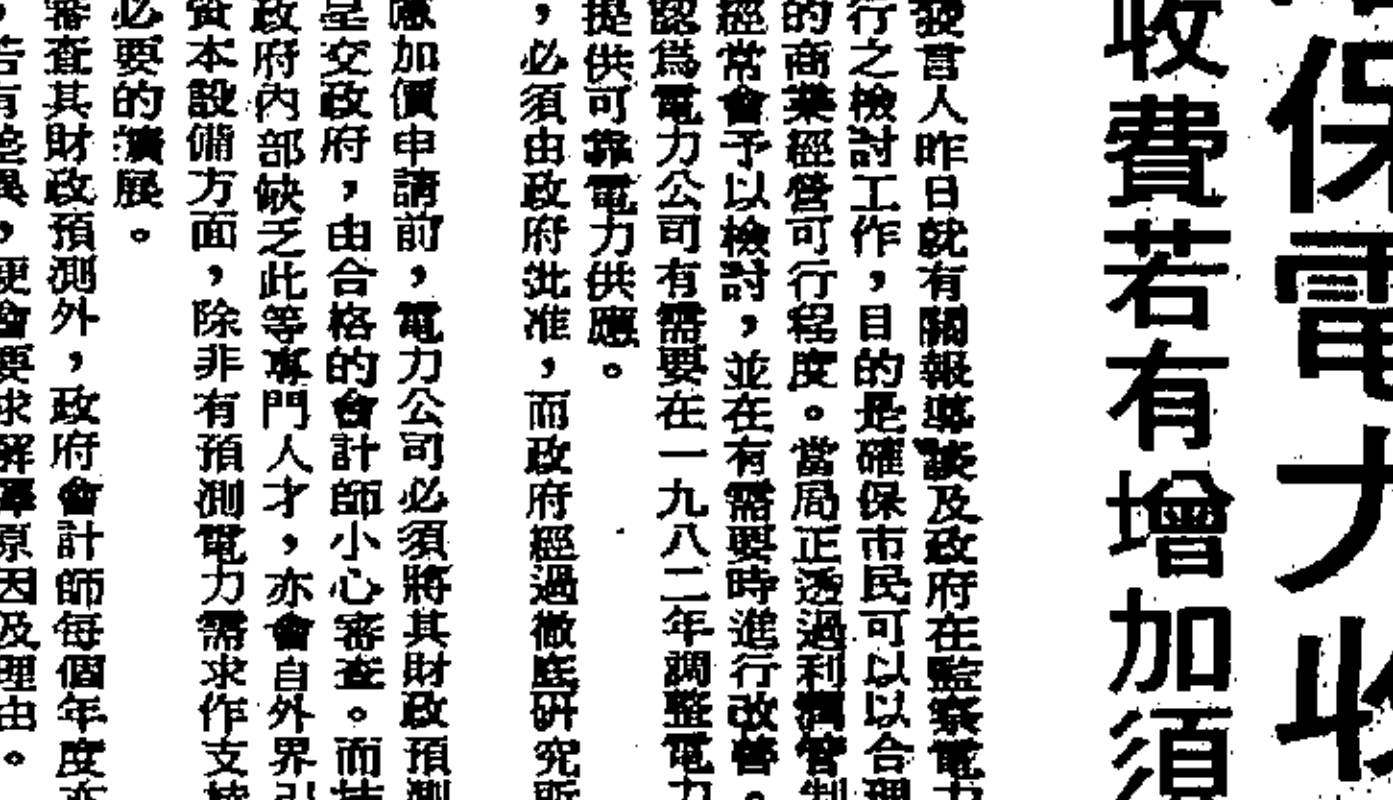 保電力收
收費若有增加須
發言人昨日就有關報導談及政府在監察電力
行之檢討工作，目的是確保市民可以以合理
的商業經營可行程度。當局正透過利潤管制
經常會予以檢討，並在有需要時進行改善。
認爲電力公司有需要在一九八二年調整電力
提供可靠電力供應。
，必須由政府批准，而政府經過徹底研究所
慮加價申請前，電力公司必須將其財政預測
呈交政府，由合格的會計師小心審查。而技
政府內部缺乏此等專門人才，亦會自外界引
資本設備方面，除非有預測電力需求作支
必要的擴展。
審查其財政預測外，政府會計師每個年度亦
，若有差異，便會要求解釋原因及理由。